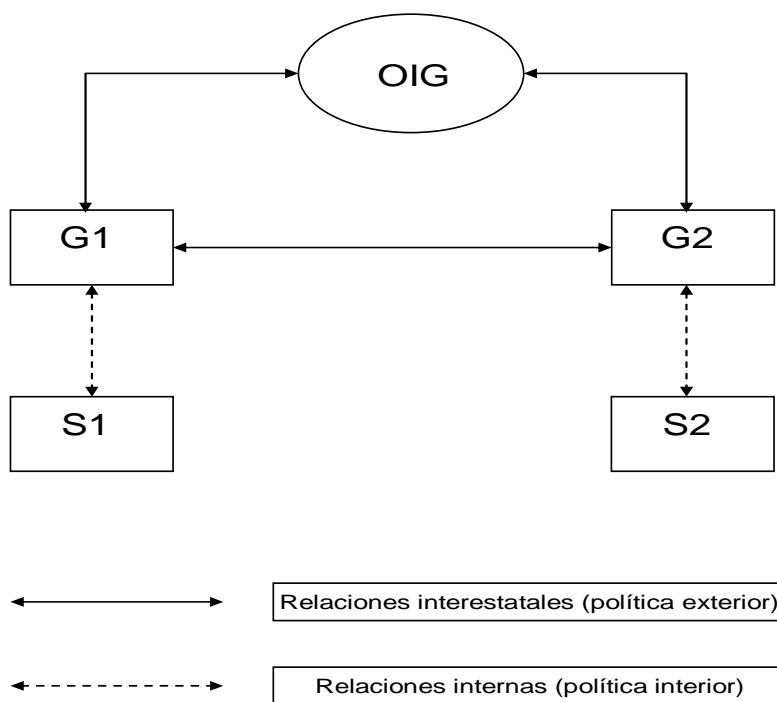 OIG
G1
G2
S1
S2
Relaciones interestatales (política exterior)
Relaciones internas (política interior)